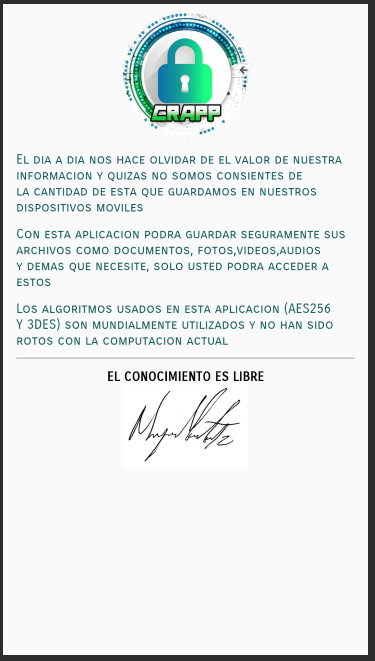 CRAPP
El dia a dia nos hace olvidar de el valor de nuestra
informacion y quizas no somos consientes de
la cantidad de esta que guardamos en nuestros
dispositivos moviles
Con esta aplicacion podra guardar seguramente sus
archivos como documentos, fotos,videos,audios
y demas que necesite, solo usted podra acceder a
estos
Los algoritmos usados en esta aplicacion (AES256
y 3DES) son mundialmente utilizados y no han sido
rotos con la computacion actual
EL CONOCIMIENTO ES LIBRE